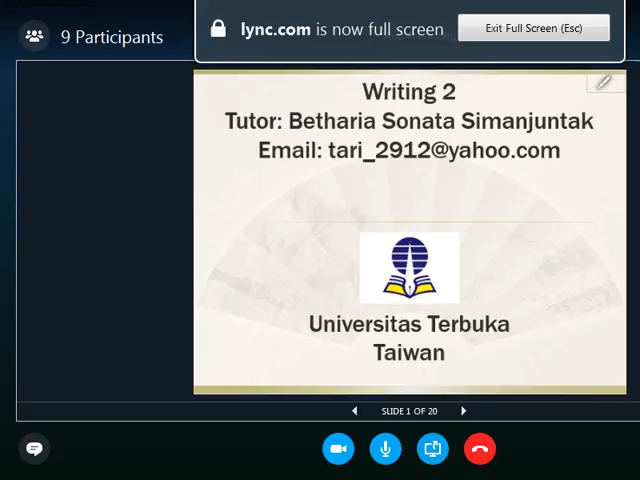 9 Participants
lync.com is now full screen
Exit Full Screen (Esc)
Writing 2
Tutor: Betharia Sonata Simanjuntak
Email: tari_2912@yahoo.com
Universitas Terbuka
Taiwan
SLIDE 1 OF 20